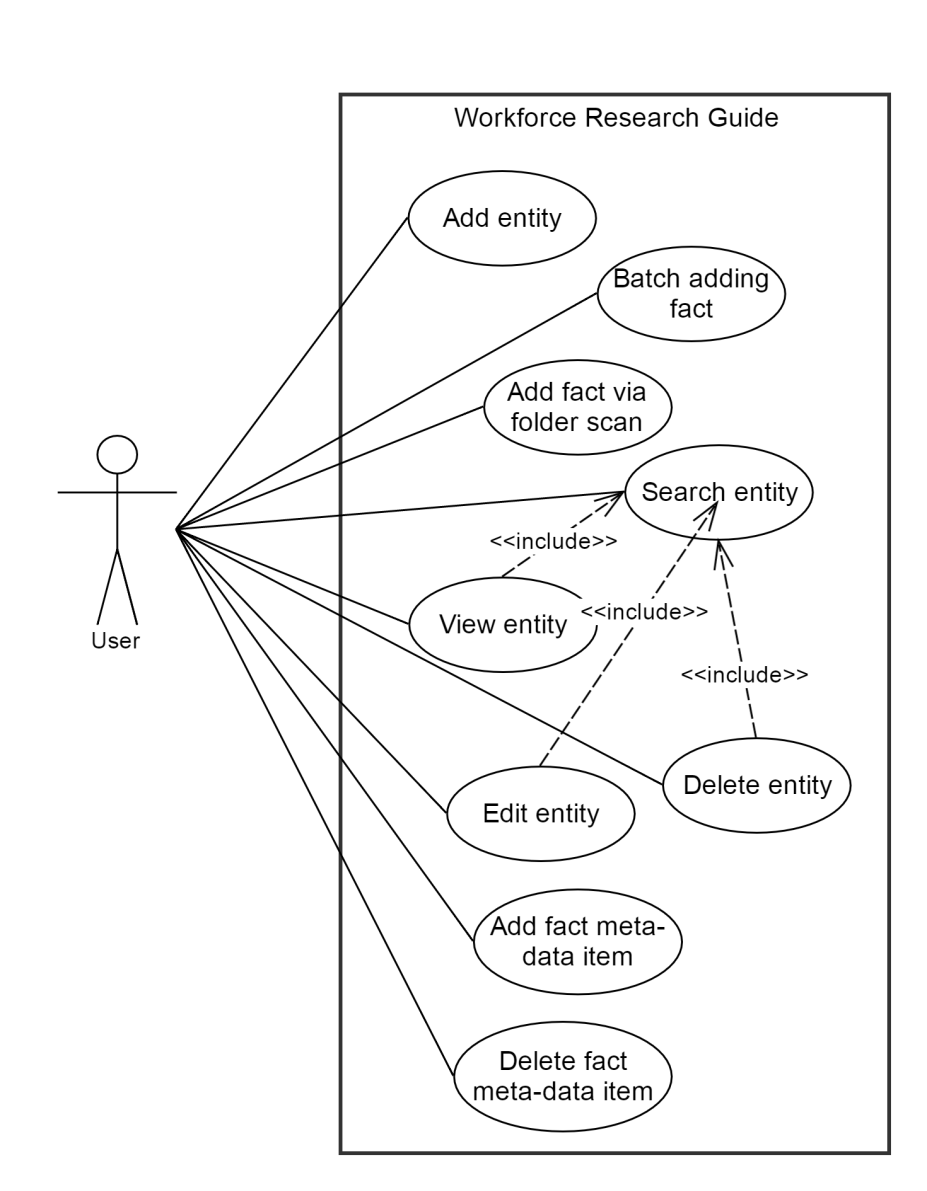 Workforce Research Guide
Add entity
Batch adding
fact
Add fact via
folder scan
Search entity
<<include>>
View entity
<<include>>
User
<<include>>
Delete entity
Edit entity
Add fact meta-
data item
Delete fact
meta-data item